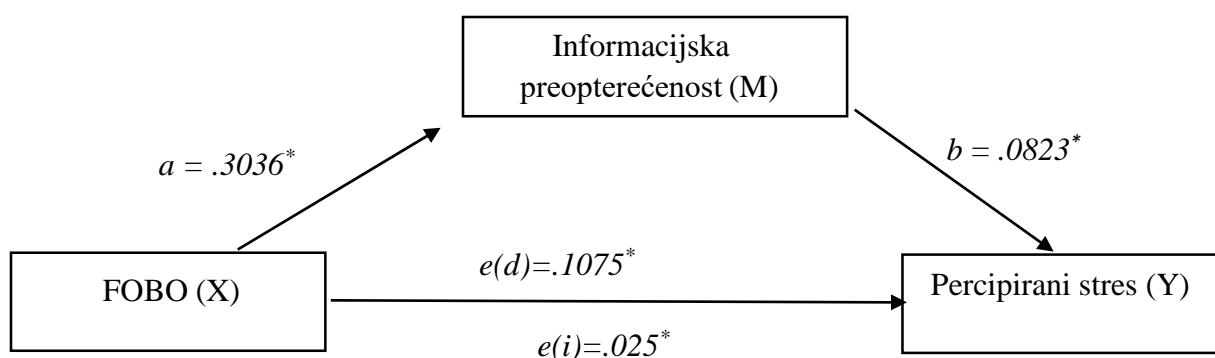 Informacijska
preopterećenost (M)
a = .3036*
b = .0823*
e(d)=.1075*
FOBO (X)
Percipirani stres (Y)
e(i)=.025*